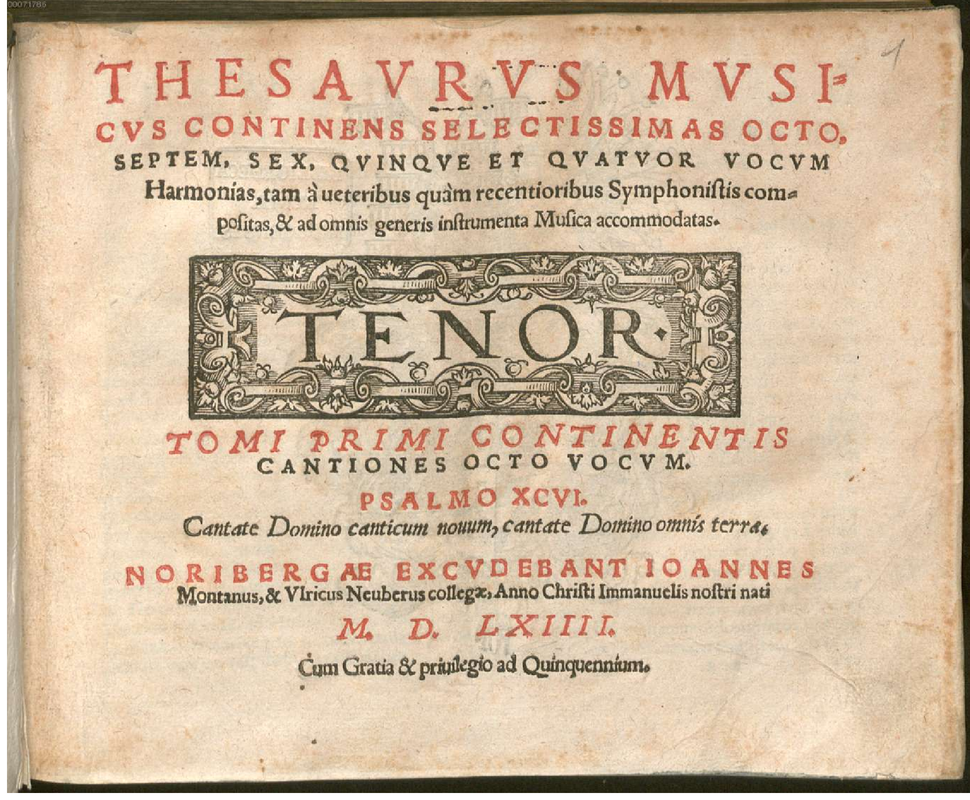 00071785
1
THESAVRVS MVSI=
CVS CONTINENS SELECTISSIMAS OCTO,
SEPTEM, SEX, QVINQVE ET QVATVOR VOCVM
Harmonias, tam à ueteribus quàm recentioribus Symphoniſtis com=
poſitas, & ad omnis generis inſtrumenta Muſica accommodatas.
TENOR.
TOMI PRIMI CONTINENTIS
CANTIONES OCTO VOCVM.
PSALMO XCVI.
Cantate Domino canticum nouum, cantate Domino omnis terra.
NORIBERGÆ EXCVDEBANT IOANNES
Montanus, & Vlricus Neuberus collegæ, Anno Chriſti Immanuelis noſtri nati
M. D. LXIIII.
Cum Gratia & priuilegio ad Quinquennium.